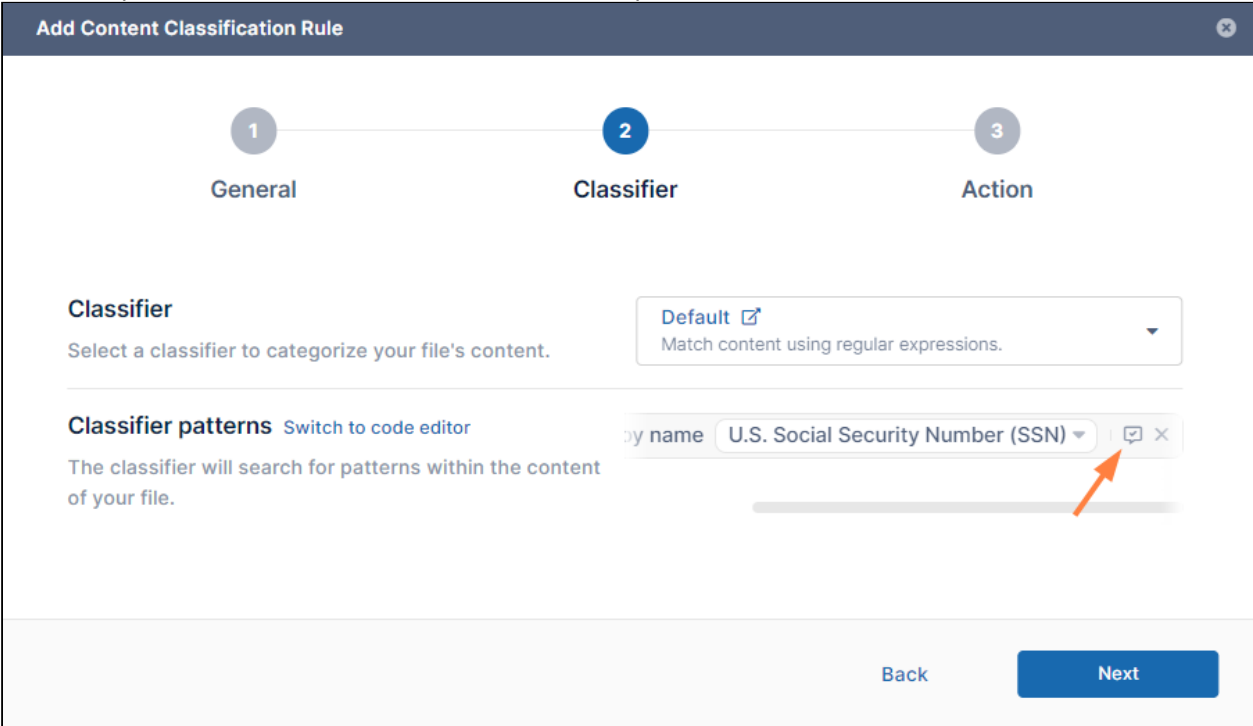 Add Content Classification Rule
1
2
3
General
Classifier
Action
Classifier
Select a classifier to categorize your file's content.
Default
Match content using regular expressions.
Classifier patterns Switch to code editor
The classifier will search for patterns within the content
of your file.
name U.S. Social Security Number (SSN)
Back
Next